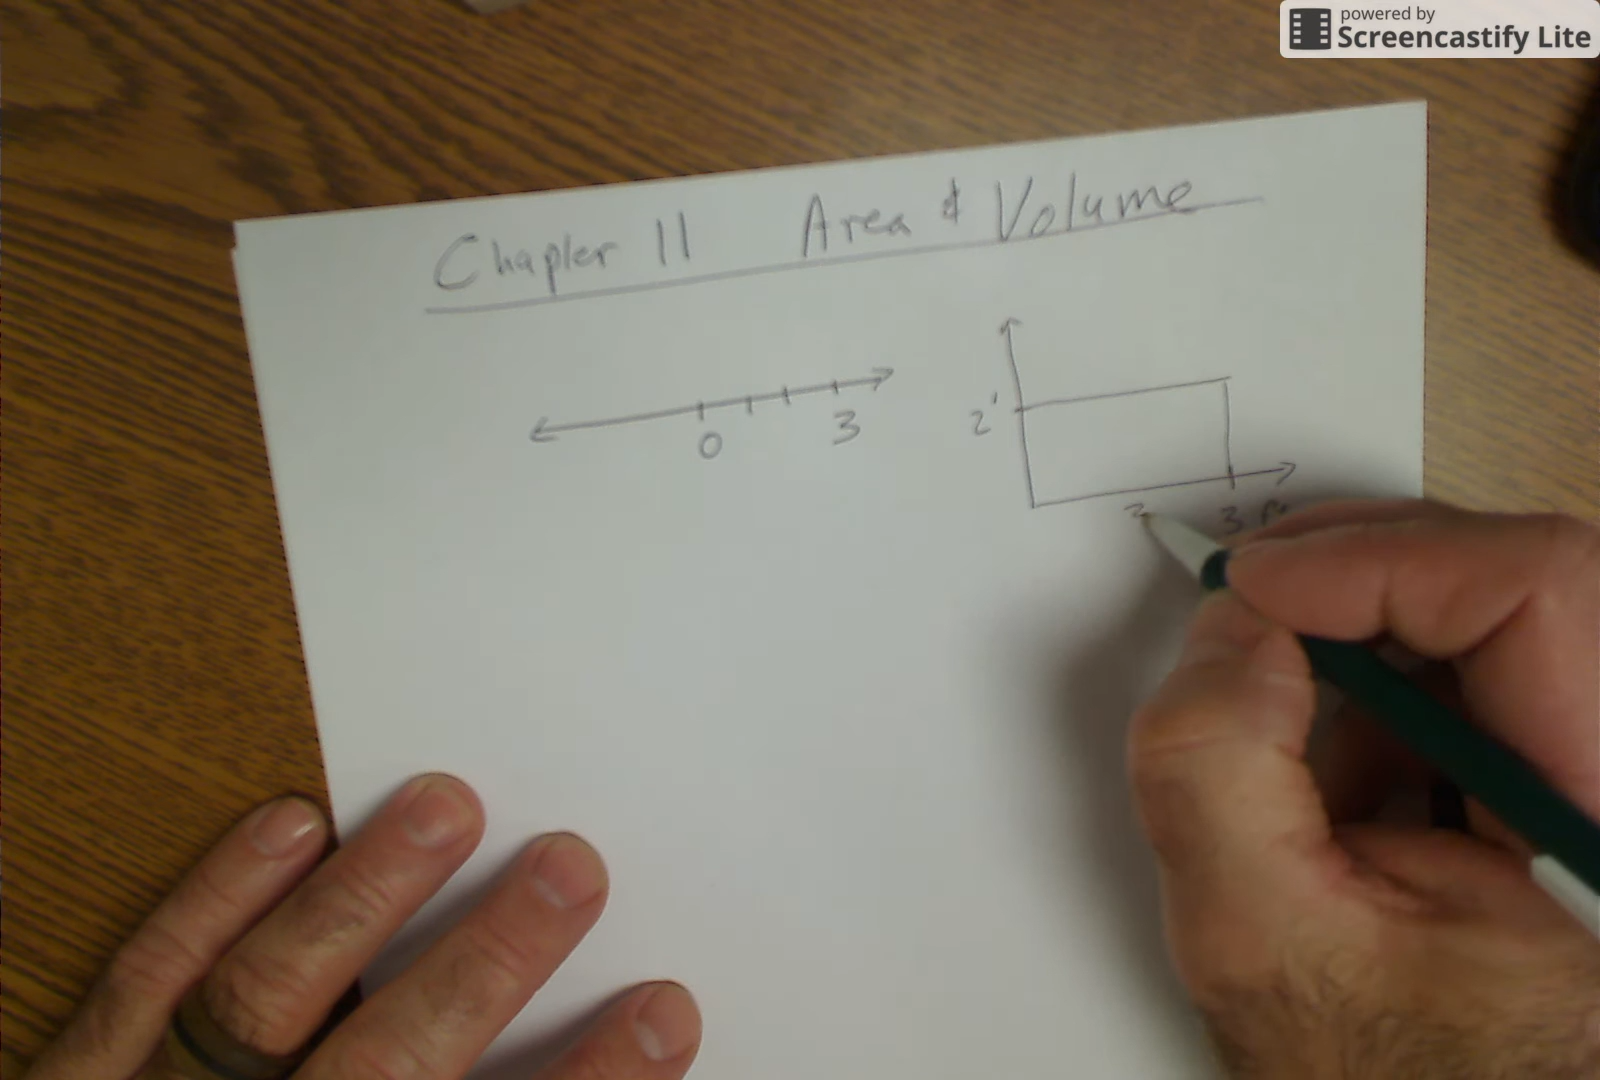 powered by
Screencastify Lite
Chapter 11 Area & Volume
0 3
2'
3